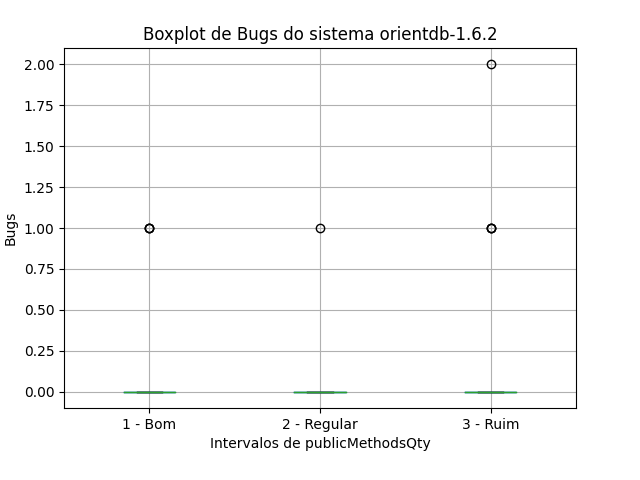 Boxplot de Bugs do sistema orientdb-1.6.2
2.00
1.75
1.50
1.25
1.00
0.75
0.50
0.25
0.00
Bugs
1 - Bom
2 - Regular
3 - Ruim
Intervalos de publicMethodsQty